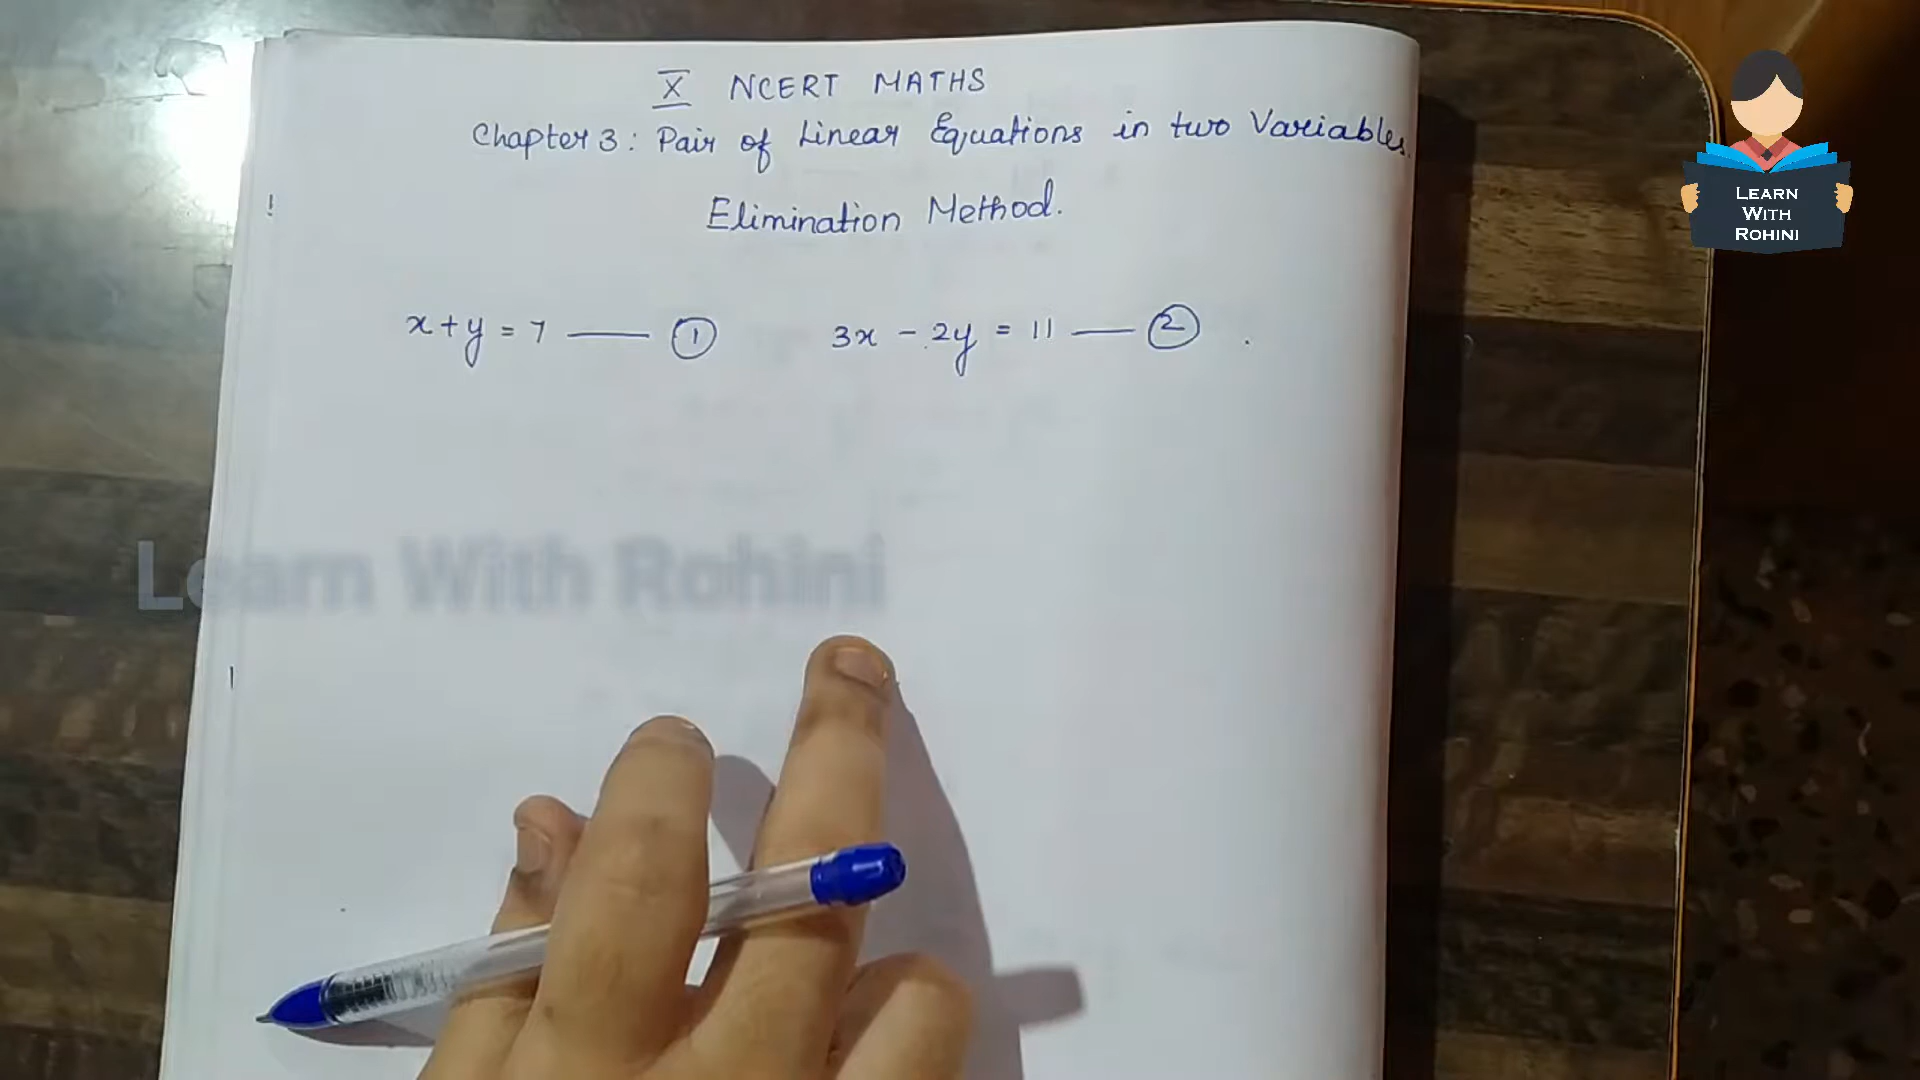 X NCERT MATHS
Chapter 3: Pair of Linear Equations in two Variables.
Elimination Method.
x + y = 7 —— ① 3x - 2y = 11 —— ②
LEARN
WITH
ROHINI
Learn With Rohini